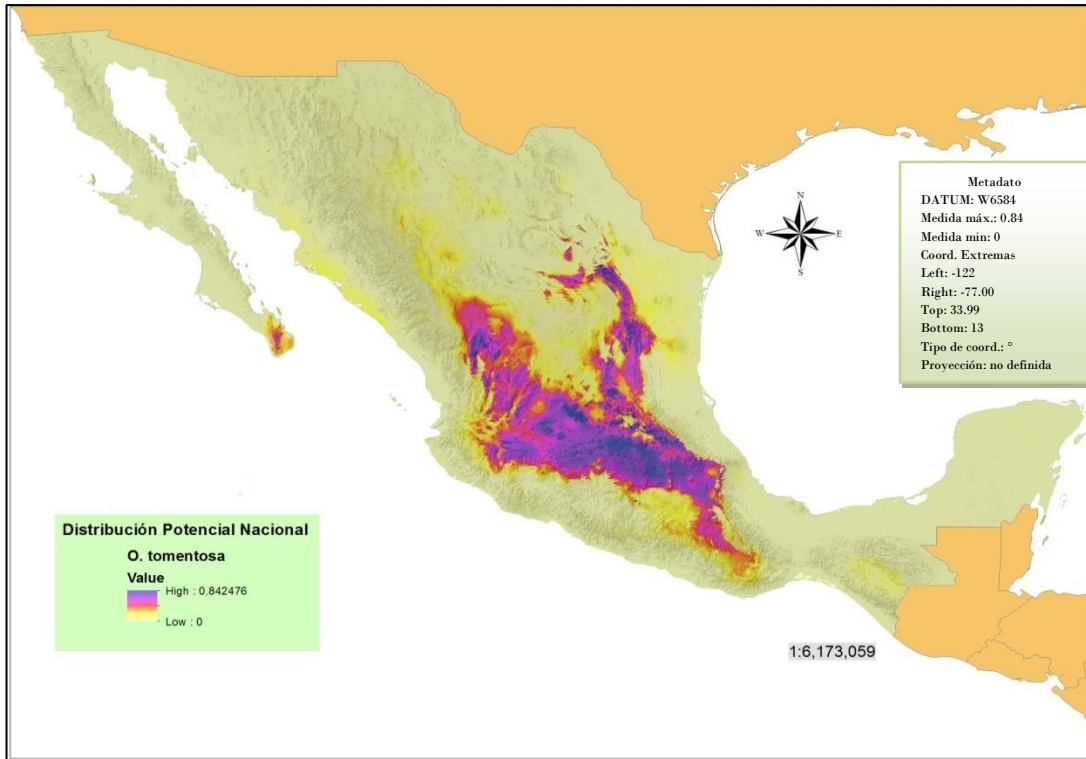 N
W
E
S
Metadato
DATUM: W6584
Medida máx.: 0.84
Medida min: 0
Coord. Extremas
Left: -122
Right: -77.00
Top: 33.99
Bottom: 13
Tipo de coord.: °
Proyección: no definida
Distribución Potencial Nacional
O. tomentosa
Value
High : 0.842476
Low : 0
1:6,173,059